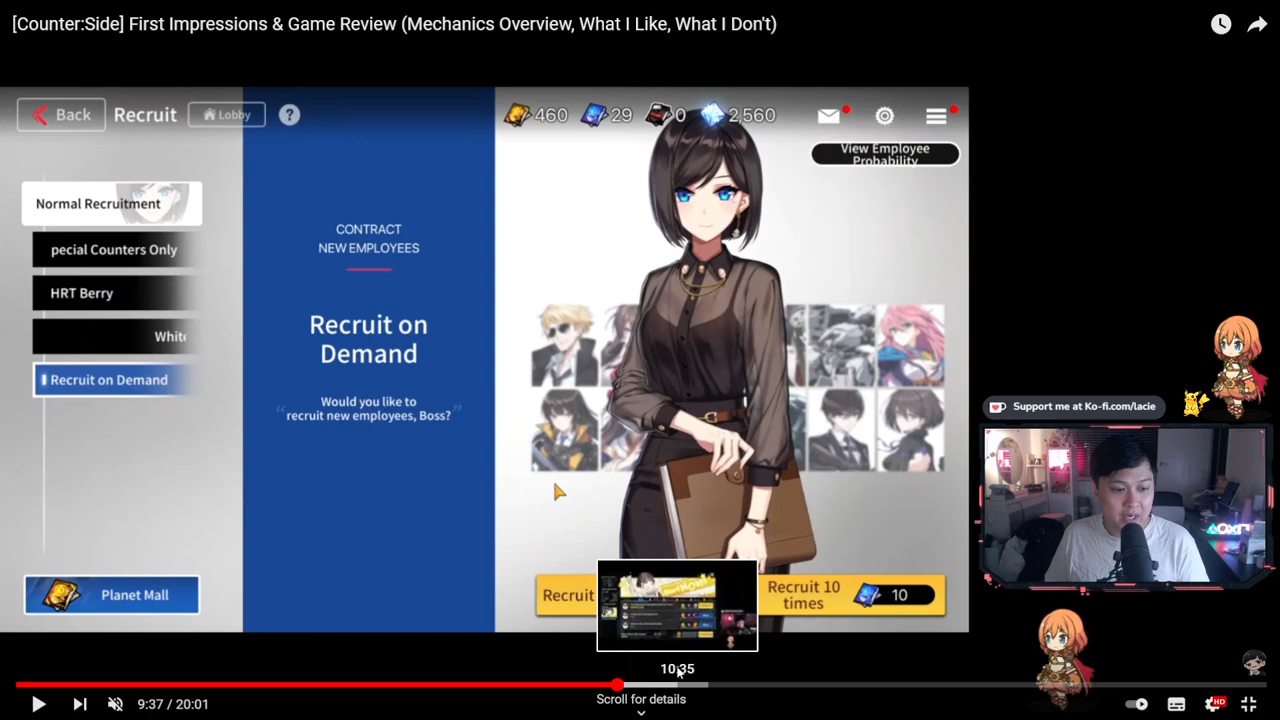 [Counter:Side] First Impressions & Game Review (Mechanics Overview, What I Like, What I Don't)
Back
Recruit
Lobby
?
460
29
0
2,560
View Employee
Probability
Normal Recruitment
pecial Counters Only
HRT Berry
White
Recruit on Demand
CONTRACT
NEW EMPLOYEES
Recruit on
Demand
Would you like to
" recruit new employees, Boss? "
Planet Mall
Recruit
Recruit 10
times
10
Support me at Ko-fi.com/lacie
10:35
9:37 / 20:01
Scroll for details
HD